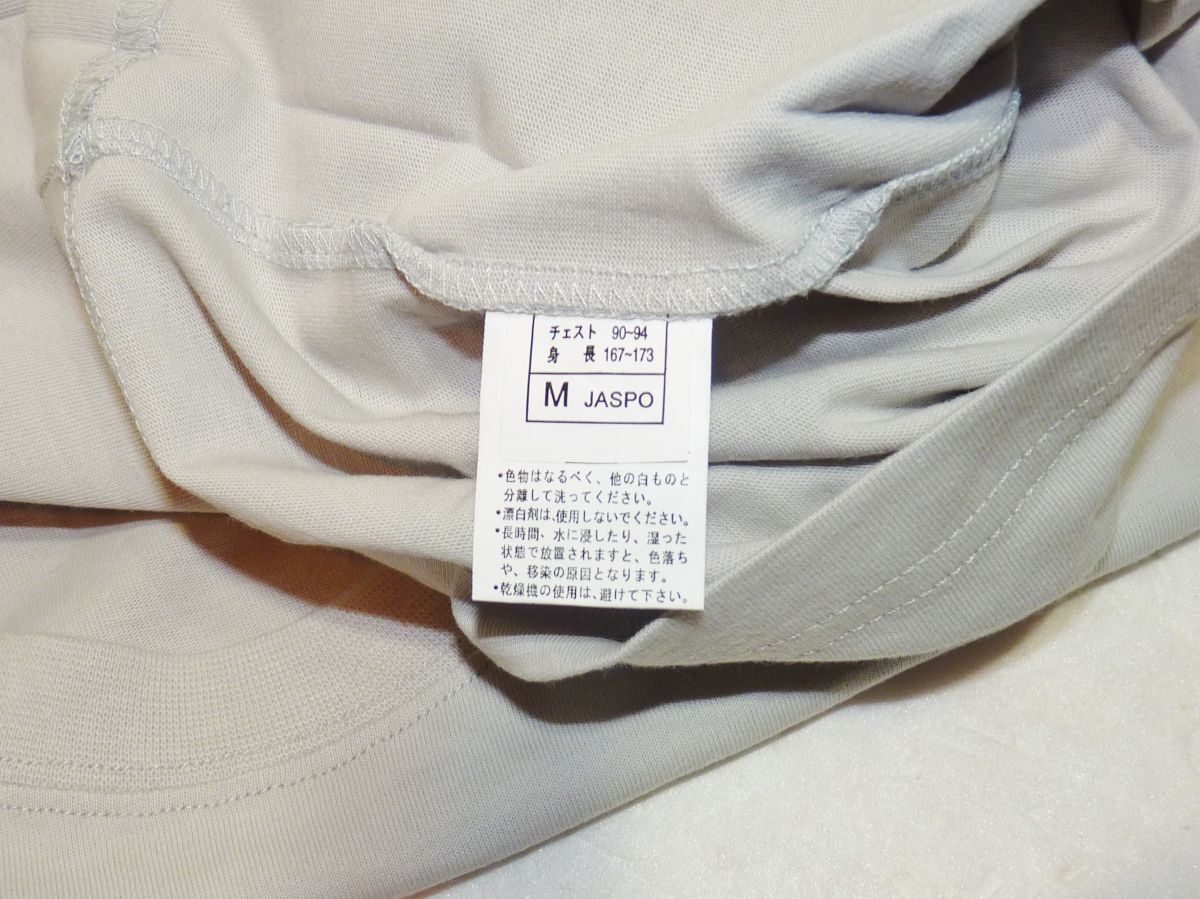 チェスト 90~94
身 長 167~173
M JASPO
•色物はなるべく、他の白ものと
分離して洗ってください。
•漂白剤は、使用しないでください。
•長時間、水に浸したり、湿った
状態で放置されますと、色落ち
や、移染の原因となります。
•乾燥機の使用は、避けて下さい。